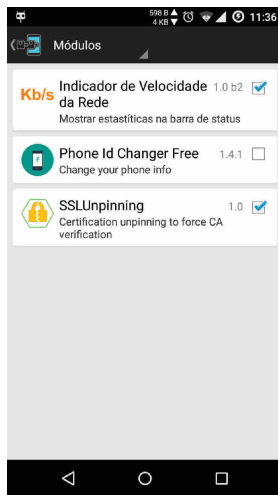 598 B
4 KB
11:36
Módulos
Kb/s
Indicador de Velocidade da Rede
1.0 b2
Mostrar estastíticas na barra de status
Phone Id Changer Free
1.4.1
Change your phone info
SSLUnpinning
1.0
Certification unpinning to force CA
verification